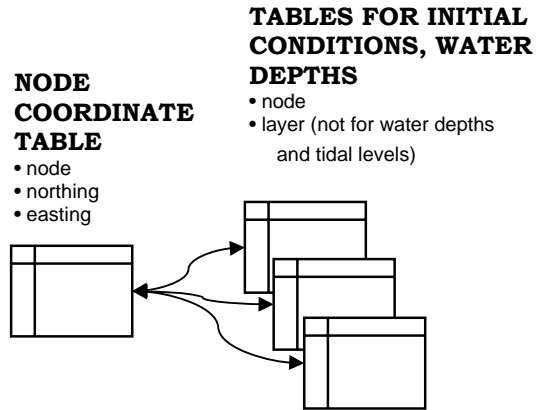 NODE
COORDINATE
TABLE
• node
• northing
• easting
TABLES FOR INITIAL
CONDITIONS, WATER
DEPTHS
• node
• layer (not for water depths
and tidal levels)